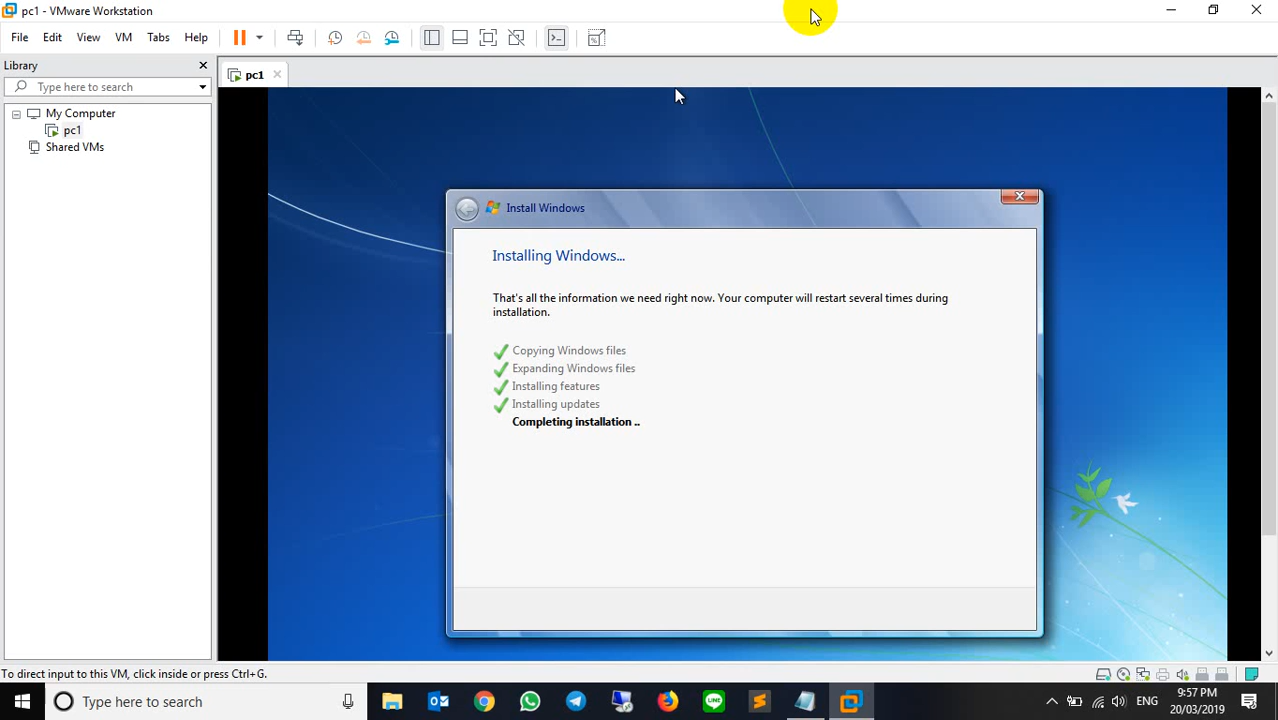 pc1 - VMware Workstation
File Edit View VM Tabs Help
Library
pc1
Type here to search
My Computer
pc1
Shared VMs
Install Windows
Installing Windows...
That's all the information we need right now. Your computer will restart several times during
installation.
Copying Windows files
Expanding Windows files
Installing features
Installing updates
Completing installation ..
To direct input to this VM, click inside or press Ctrl+G.
Type here to search
ENG
9:57 PM
20/03/2019